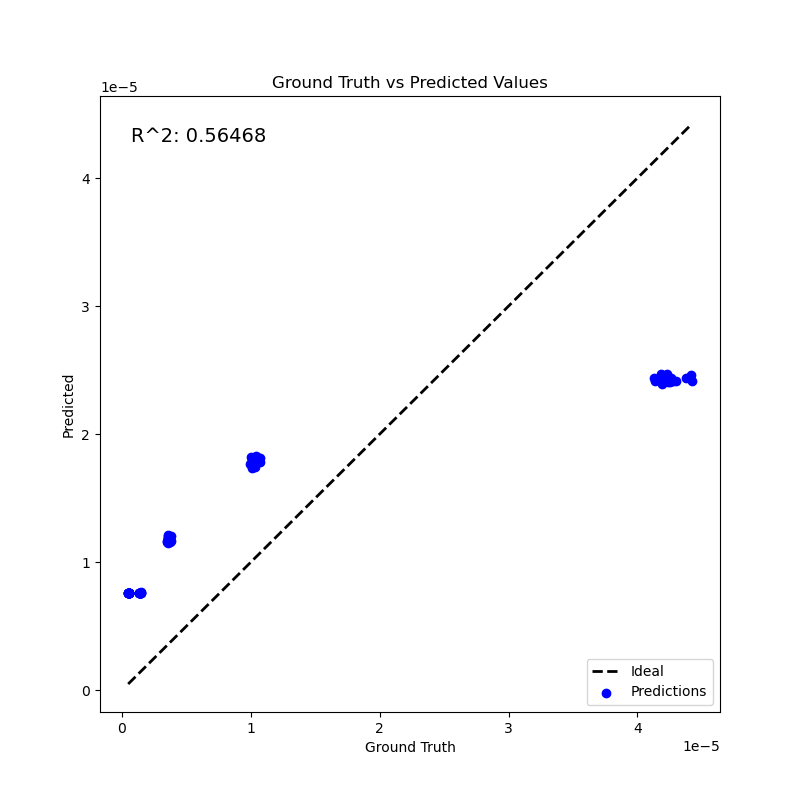 Ground Truth vs Predicted Values
1e−5
R^2: 0.56468
4
3
2
1
0
Predicted
Ideal
Predictions
0 1 2 3 4
1e−5
Ground Truth